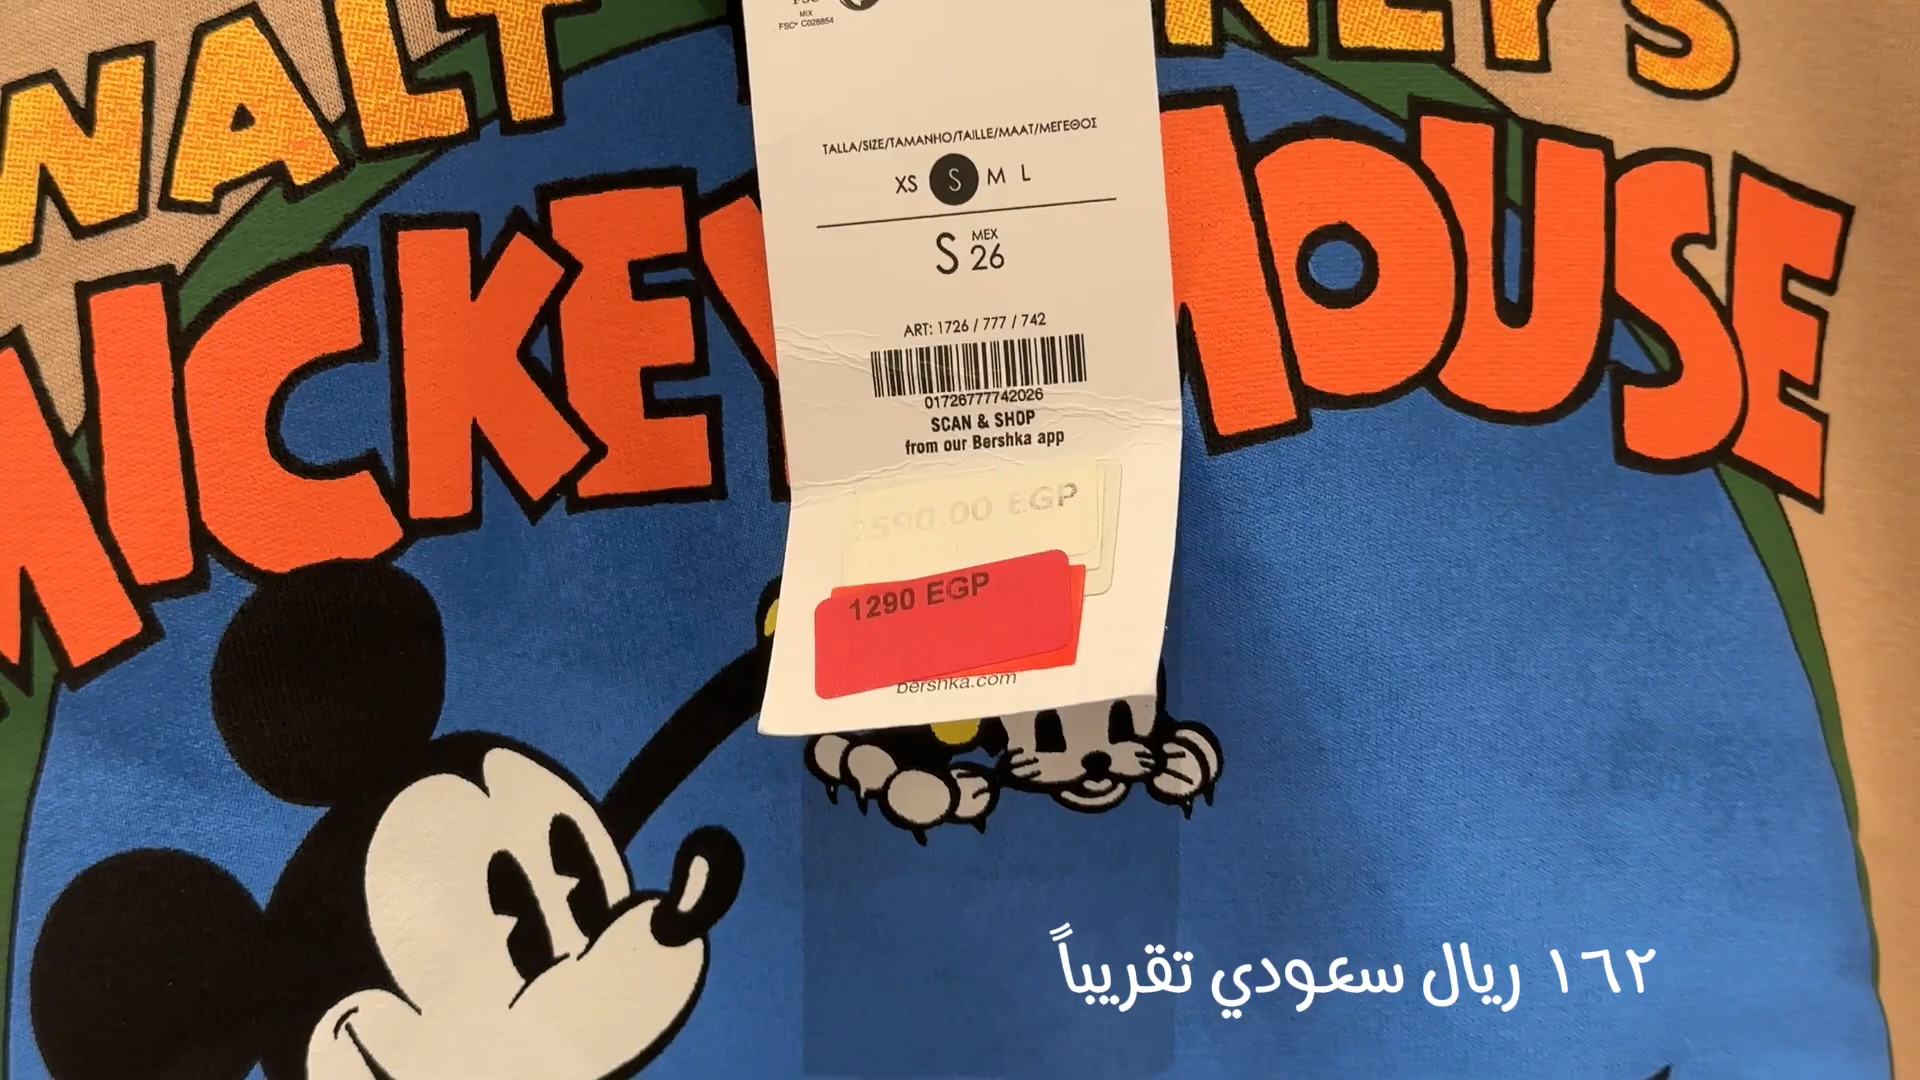 WALT NEY'S
MICKEY MOUSE
MIX
FSC® C028854
TALLA/SIZE/TAMANHO/TAILLE/MAAT/ΜΕΓΕΘΟΣ
XS S M L
S MEX 26
ART: 1726 / 777 / 742
01726777742026
SCAN & SHOP
from our Bershka app
2590.00 EGP
1290 EGP
bershka.com
١٦٢ ريال سعودي تقريباً